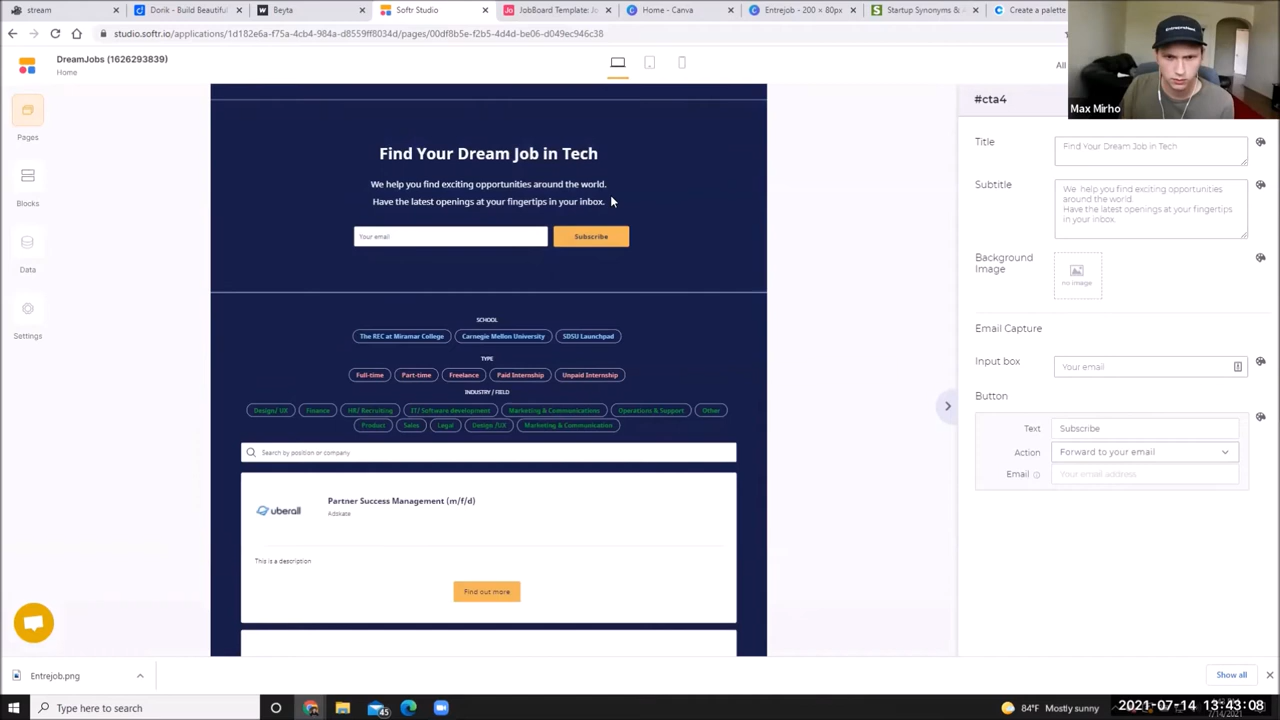 stream
Dorik - Build Beautiful
Beyta
Softr Studio
JobBoard Template: Jo
Home - Canva
Entrejob - 200 × 80px
Startup Synonyms & A
Create a palette
studio.softr.io/applications/1d182e6a-f75a-4cb4-984a-d8559ff8034d/pages/00df8b5e-f2b5-4d4d-be06-d049ec946c38
DreamJobs (1626293839)
Home
All
Max Mirho
Pages
Blocks
Data
Settings
Find Your Dream Job in Tech
We help you find exciting opportunities around the world.
Have the latest openings at your fingertips in your inbox.
Your email
Subscribe
SCHOOL
The REC at Miramar College
Carnegie Mellon University
SDSU Launchpad
TYPE
Full-time
Part-time
Freelance
Paid Internship
Unpaid Internship
INDUSTRY / FIELD
Design/ UX
Finance
HR/ Recruiting
IT/ Software development
Marketing & Communications
Operations & Support
Other
Product
Sales
Legal
Design /UX
Marketing & Communication
Search by position or company
uberall
Partner Success Management (m/f/d)
Adskate
This is a description
Find out more
#cta4
Title
Find Your Dream Job in Tech
Subtitle
We help you find exciting opportunities
around the world.
Have the latest openings at your fingertips
in your inbox.
Background
Image
no image
Email Capture
Input box
Your email
Button
Text
Subscribe
Action
Forward to your email
Email
Your email address
Entrejob.png
Show all
Type here to search
45
84°F Mostly sunny
2021-07-14 13:43:08